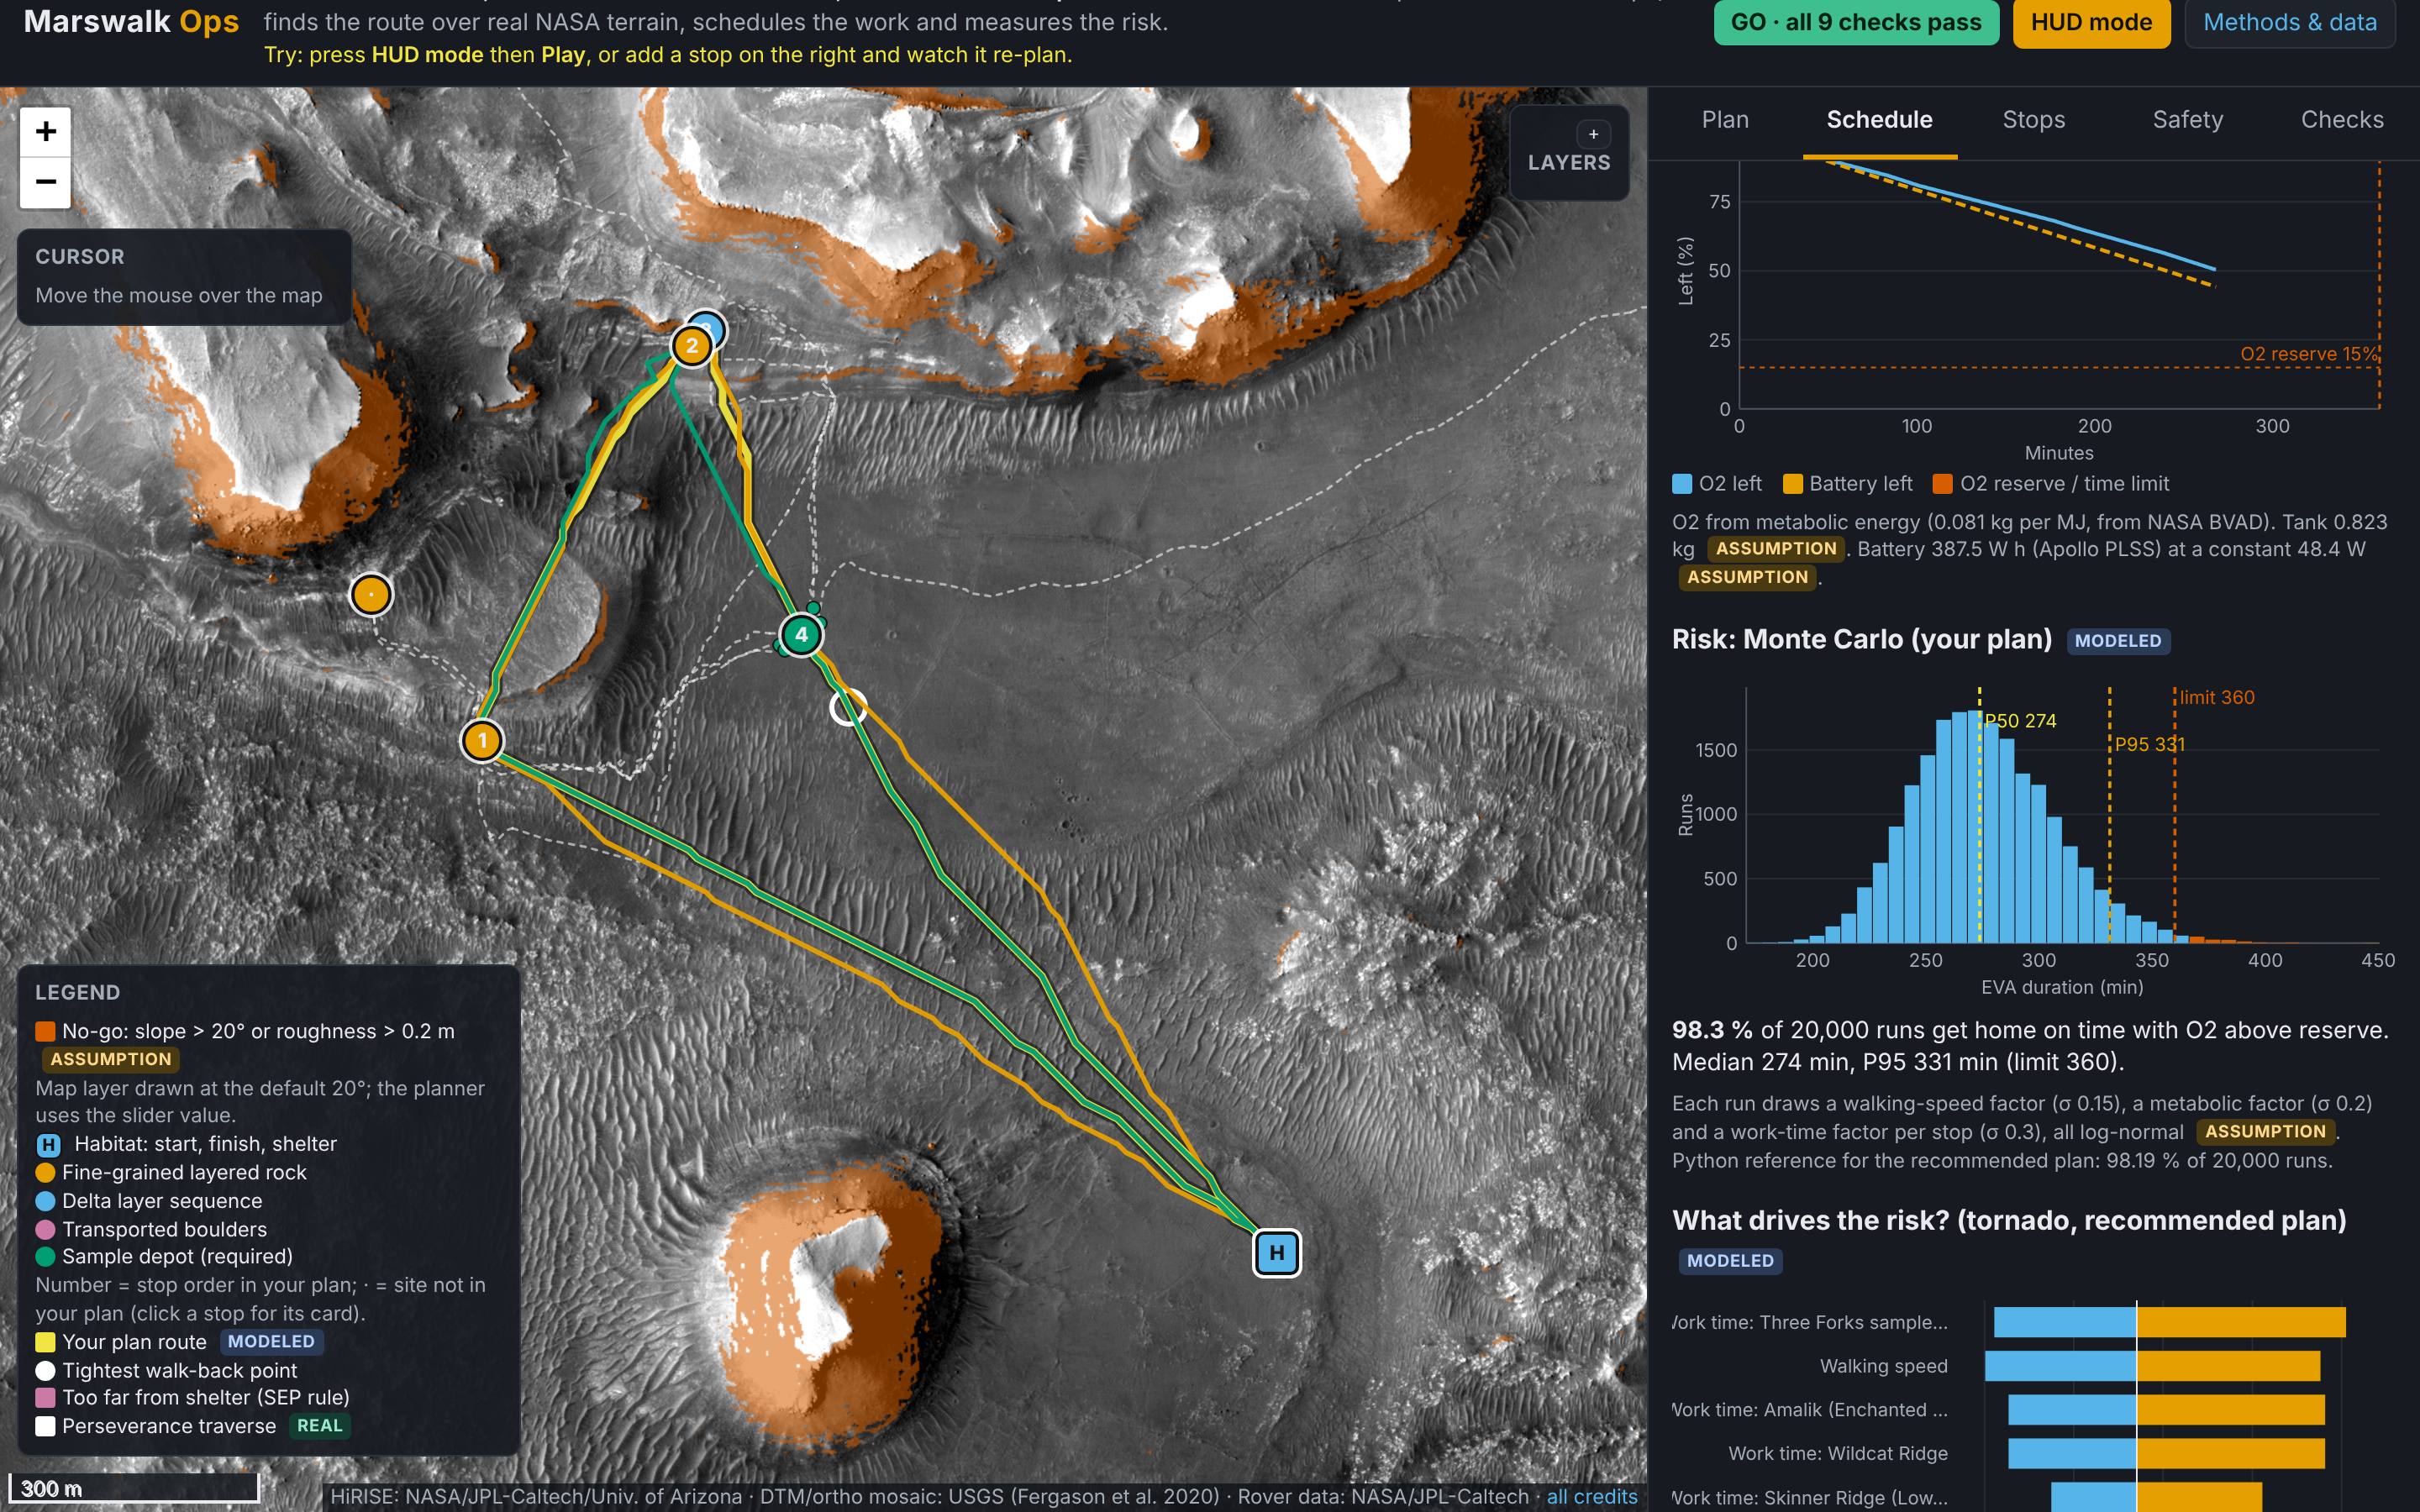 Marswalk Ops
finds the route over real NASA terrain, schedules the work and measures the risk.
Try: press HUD mode then Play, or add a stop on the right and watch it re-plan.
GO · all 9 checks pass
HUD mode
Methods & data
+
−
CURSOR
Move the mouse over the map
+
LAYERS
2
4
1
H
LEGEND
No-go: slope > 20° or roughness > 0.2 m
ASSUMPTION
Map layer drawn at the default 20°; the planner
uses the slider value.
H Habitat: start, finish, shelter
Fine-grained layered rock
Delta layer sequence
Transported boulders
Sample depot (required)
Number = stop order in your plan; · = site not in
your plan (click a stop for its card).
Your plan route MODELED
Tightest walk-back point
Too far from shelter (SEP rule)
Perseverance traverse REAL
300 m
HiRISE: NASA/JPL-Caltech/Univ. of Arizona · DTM/ortho mosaic: USGS (Fergason et al. 2020) · Rover data: NASA/JPL-Caltech · all credits
Plan Schedule Stops Safety Checks
75
50
25
0
Left (%)
O2 reserve 15%
0 100 200 300
Minutes
O2 left Battery left O2 reserve / time limit
O2 from metabolic energy (0.081 kg per MJ, from NASA BVAD). Tank 0.823
kg ASSUMPTION. Battery 387.5 W h (Apollo PLSS) at a constant 48.4 W
ASSUMPTION.
Risk: Monte Carlo (your plan) MODELED
limit 360
P50 274
P95 331
1500
1000
500
0
Runs
200 250 300 350 400 450
EVA duration (min)
98.3 % of 20,000 runs get home on time with O2 above reserve.
Median 274 min, P95 331 min (limit 360).
Each run draws a walking-speed factor (σ 0.15), a metabolic factor (σ 0.2)
and a work-time factor per stop (σ 0.3), all log-normal ASSUMPTION.
Python reference for the recommended plan: 98.19 % of 20,000 runs.
What drives the risk? (tornado, recommended plan)
MODELED
Work time: Three Forks sample…
Walking speed
Work time: Amalik (Enchanted …
Work time: Wildcat Ridge
Work time: Skinner Ridge (Low…